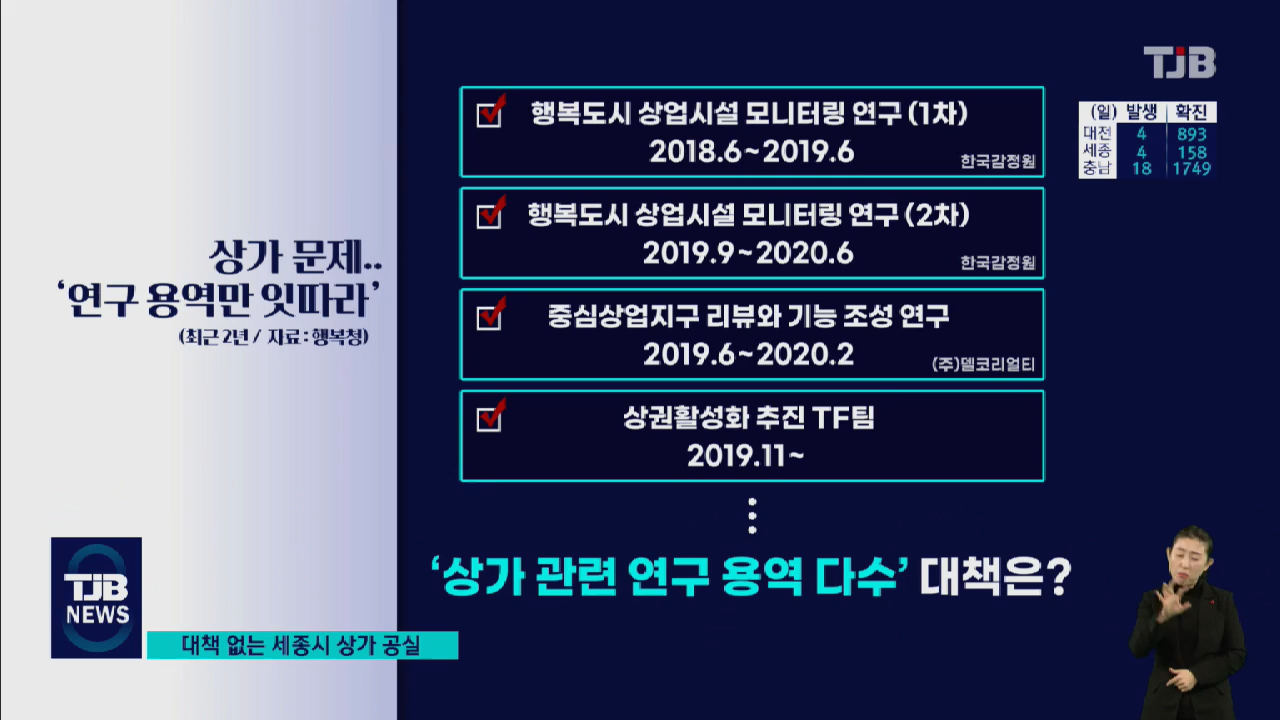 TJB
(일) 발생 확진
대전 4 893
세종 4 158
충남 18 1749
상가 문제..
‘연구 용역만 잇따라’
(최근 2년 / 자료 : 행복청)
행복도시 상업시설 모니터링 연구 (1차)
2018.6~2019.6
한국감정원
행복도시 상업시설 모니터링 연구 (2차)
2019.9~2020.6
한국감정원
중심상업지구 리뷰와 기능 조성 연구
2019.6~2020.2
(주)델코리얼티
상권활성화 추진 TF팀
2019.11~
‘상가 관련 연구 용역 다수’ 대책은?
TJB
NEWS
대책 없는 세종시 상가 공실